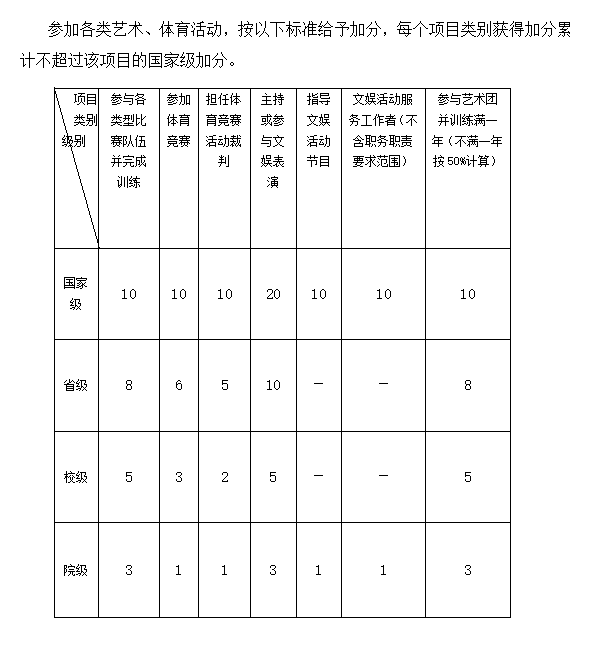 参加各类艺术、体育活动，按以下标准给予加分，每个项目类别获得加分累
计不超过该项目的国家级加分。
项目
类别
级别
参与各
类型比
赛队伍
并完成
训练
参加
体育
竞赛
担任体
育竞赛
活动裁
判
主持
或参
与文
娱表
演
指导
文娱
活动
节目
文娱活动服
务工作者（不
含职务职责
要求范围）
参与艺术团
并训练满一
年（不满一年
按50%计算）
国家
级
10 10 10 20 10 10 10
省级 8 6 5 10 — — 8
校级 5 3 2 5 — — 5
院级 3 1 1 3 1 1 3